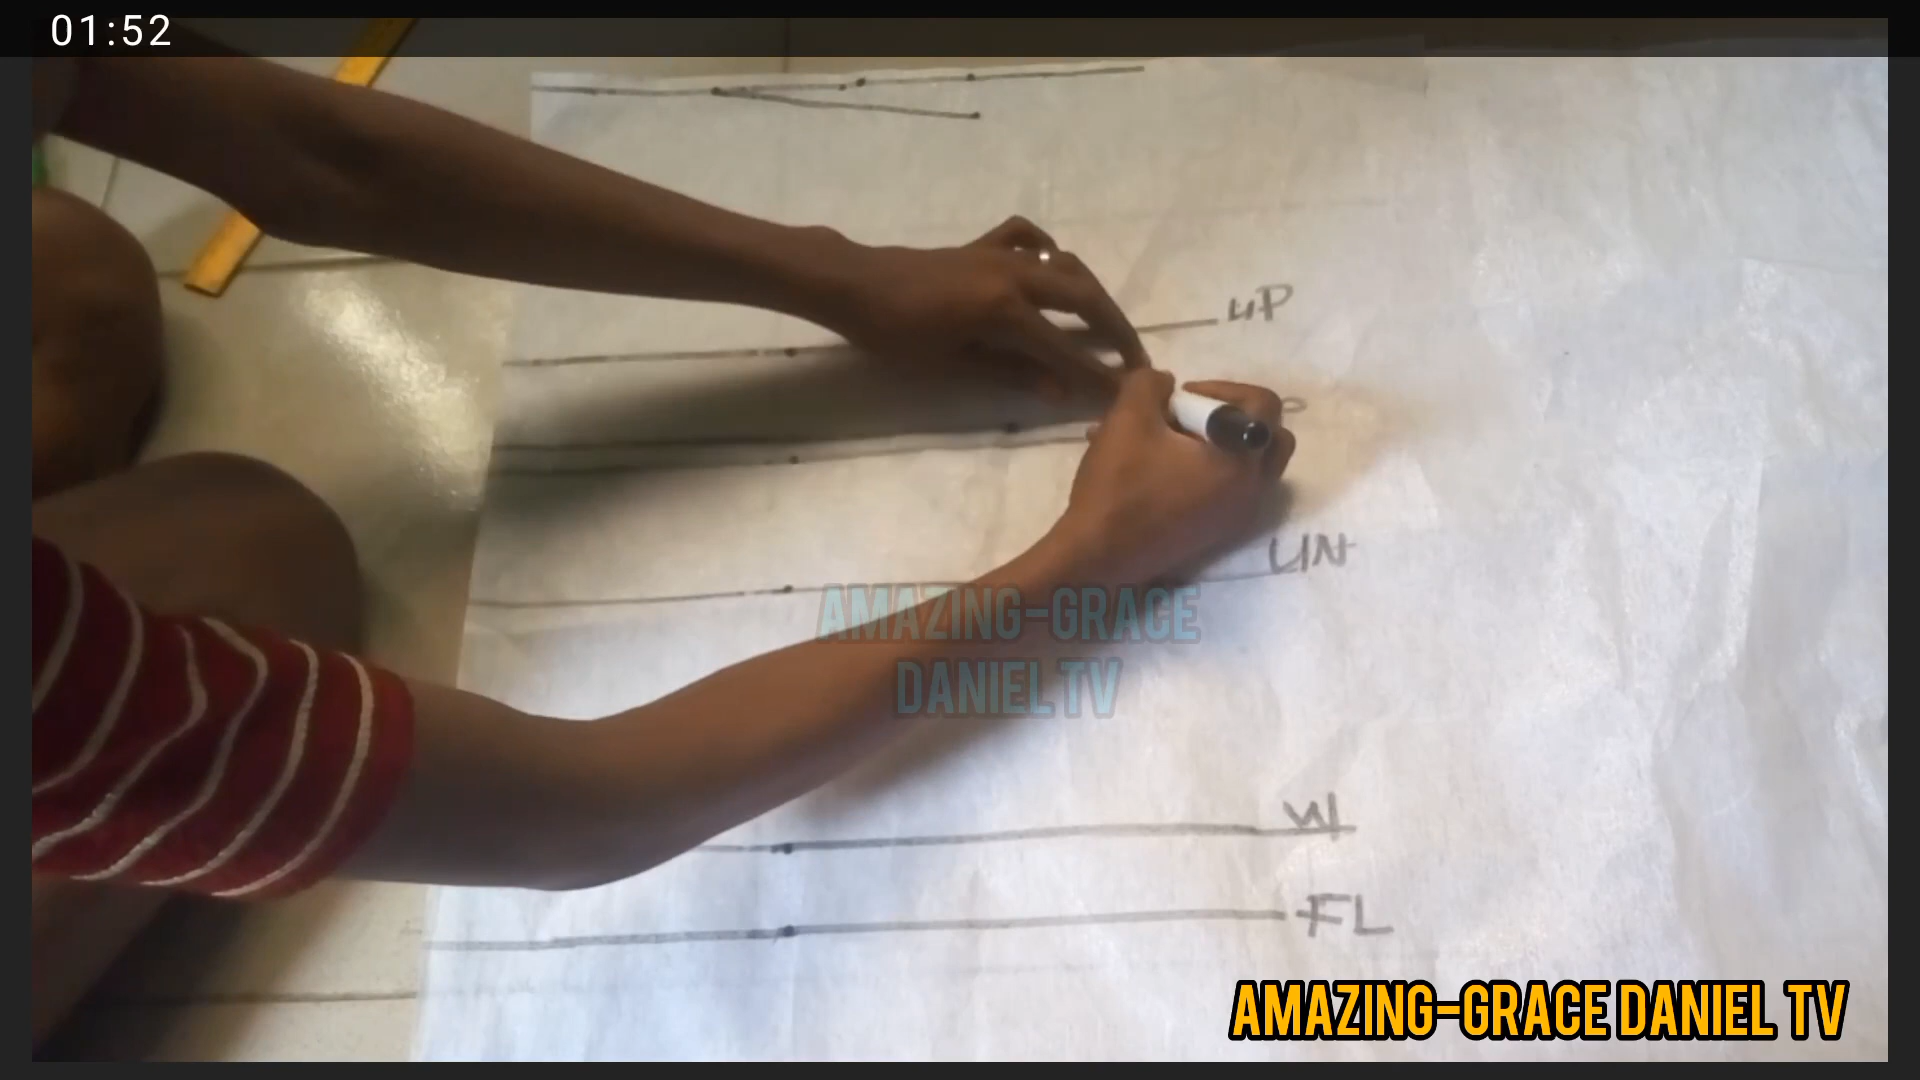 01:52
UP
UN
AMAZING-GRACE
DANIEL TV
W
FL
AMAZING-GRACE DANIEL TV